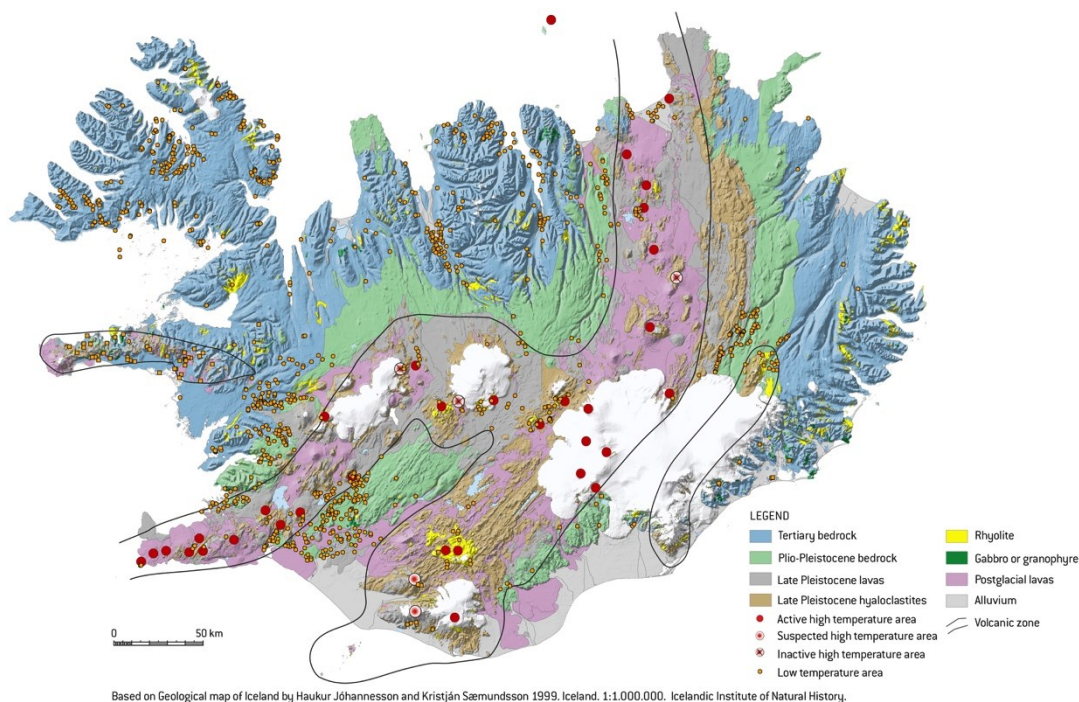 LEGEND
Tertiary bedrock
Plio-Pleistocene bedrock
Late Pleistocene lavas
Late Pleistocene hyaloclastites
Active high temperature area
Suspected high temperature area
Inactive high temperature area
Low temperature area
Rhyolite
Gabbro or granophyre
Postglacial lavas
Alluvium
Volcanic zone
0 50 km
Based on Geological map of Iceland by Haukur Jóhannesson and Kristján Sæmundsson 1999. Iceland. 1:1.000.000. Icelandic Institute of Natural History.